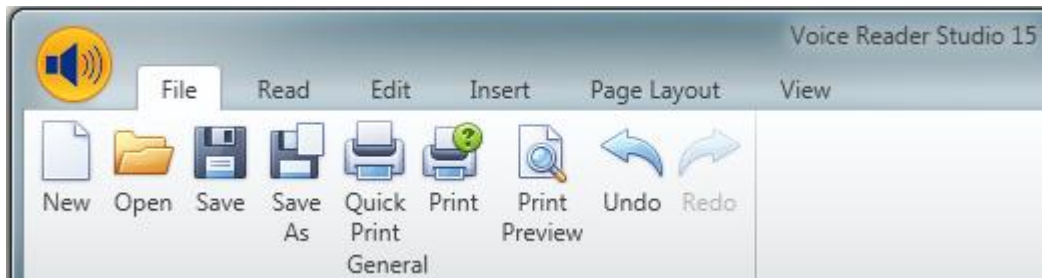 Voice Reader Studio 15
File Read Edit Insert Page Layout View
New Open Save Save As Quick Print Print Print Preview Undo Redo
General